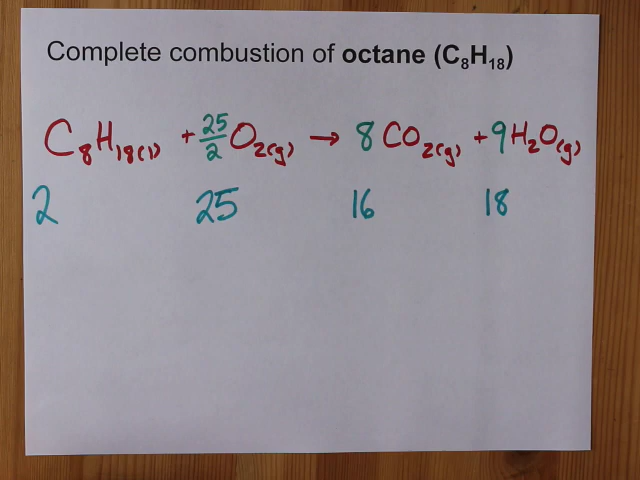 Complete combustion of octane (C₈H₁₈)
C₈H₁₈₍ₗ₎ + 25/2 O₂(g) → 8 CO₂(g) + 9 H₂O(g)
2 25 16 18